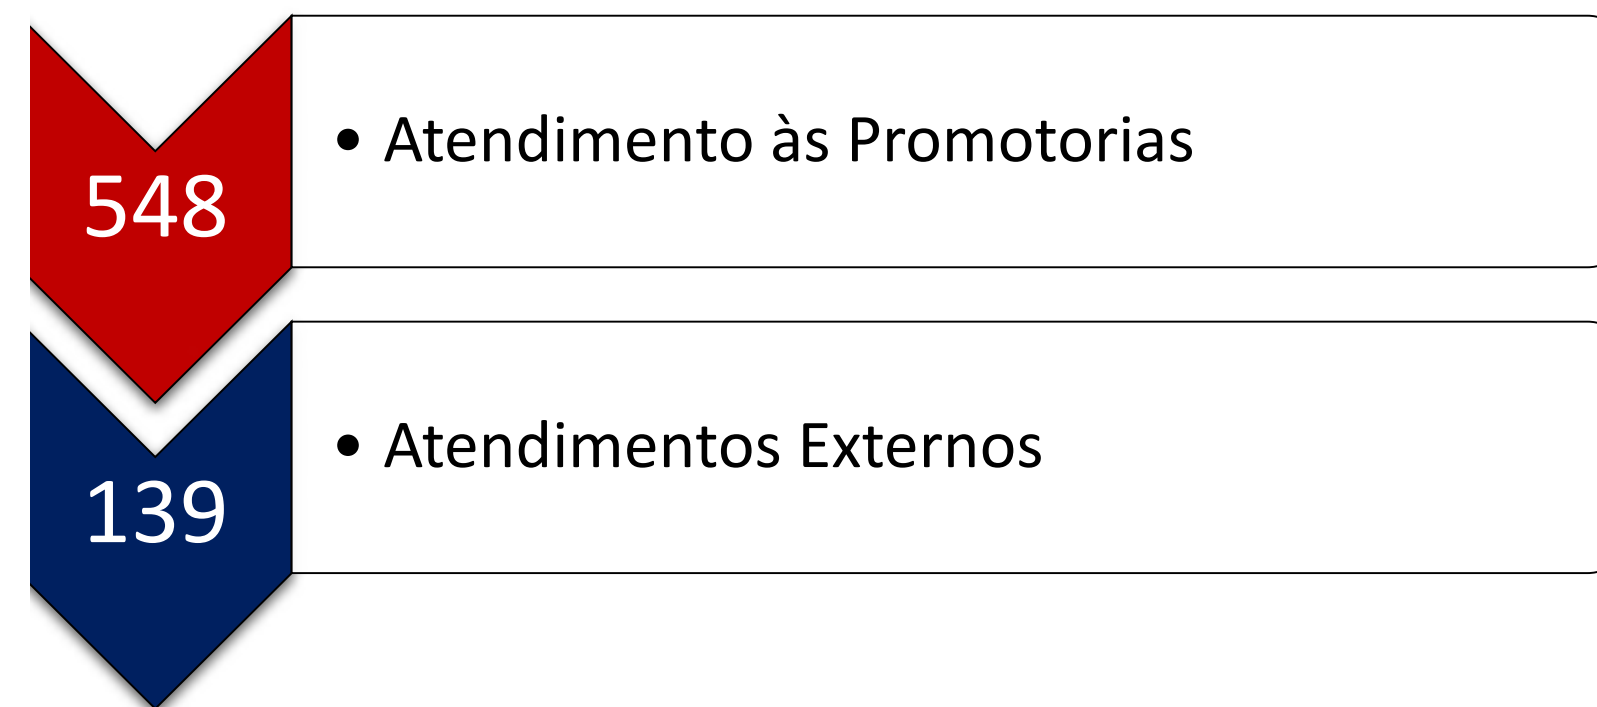 548
• Atendimento às Promotorias
139
• Atendimentos Externos